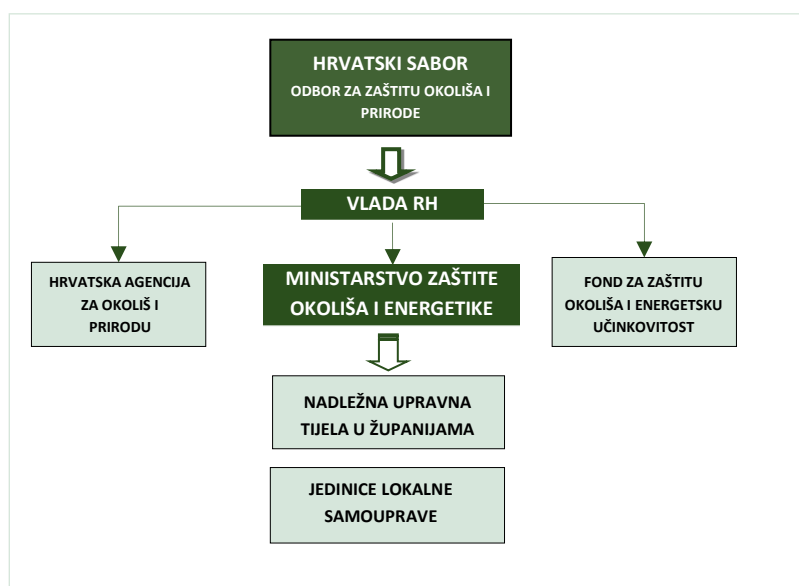 HRVATSKI SABOR
ODBOR ZA ZAŠTITU OKOLIŠA I
PRIRODE
VLADA RH
HRVATSKA AGENCIJA
ZA OKOLIŠ I
PRIRODU
MINISTARSTVO ZAŠTITE
OKOLIŠA I ENERGETIKE
FOND ZA ZAŠTITU
OKOLIŠA I ENERGETSKU
UČINKOVITOST
NADLEŽNA UPRAVNA
TIJELA U ŽUPANIJAMA
JEDINICE LOKALNE
SAMOUPRAVE